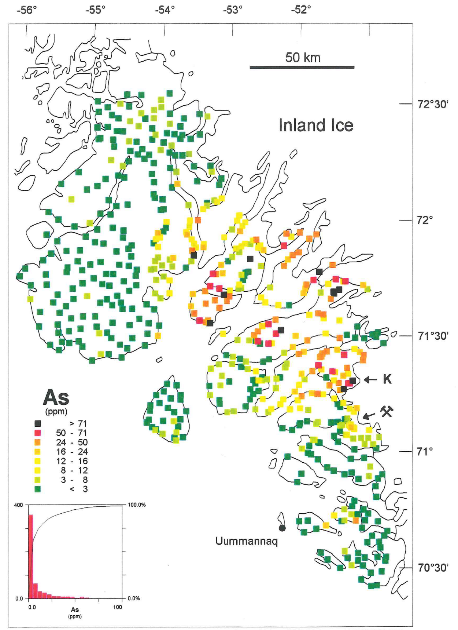 -56° -55° -54° -53° -52°
50 km
72°30'
Inland Ice
72°
71°30'
As
(ppm)
> 71
50 - 71
24 - 50
16 - 24
12 - 16
8 - 12
3 - 8
< 3
K
71°
400
100.0%
Uummannaq
70°30'
0.0%
0.0 100
As
(ppm)